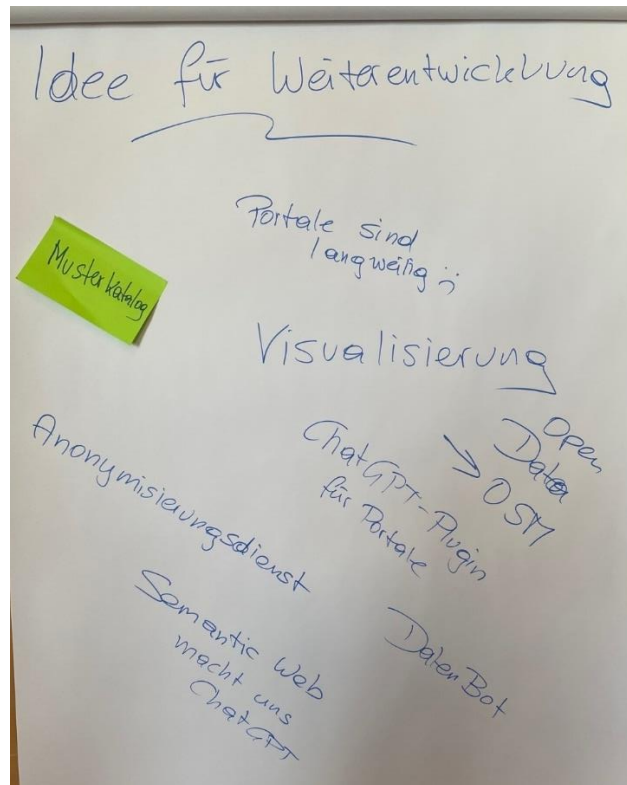 Idee für Weiterentwicklung
Portale sind
langweilig :)
Musterkatalog
Visualisierung
Open
Data
→ OSM
ChatGPT-Plugin
für Portale
Anonymisierungsdienst
Semantic Web
macht uns
ChatGPT
DatenBot